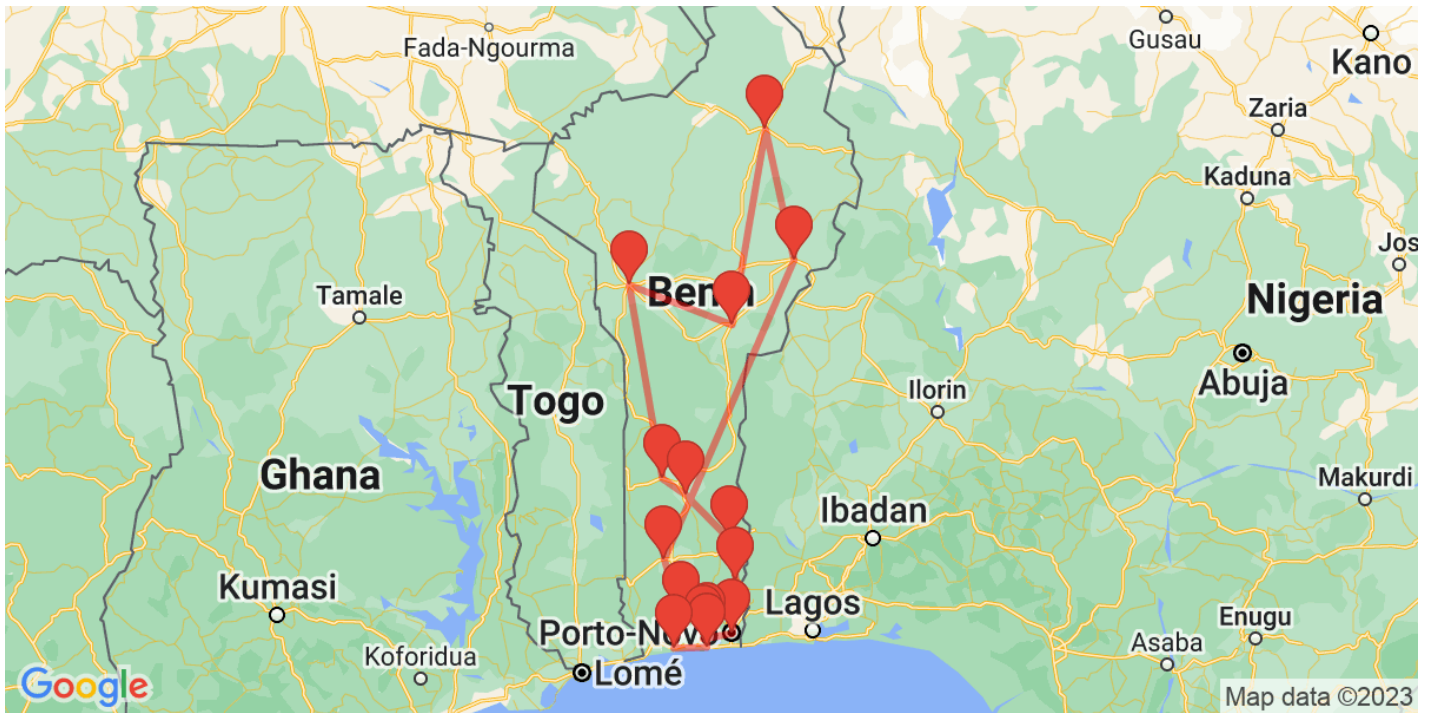 Fada-Ngourma
Gusau
Kano
Zaria
Kaduna
Jos
Tamale
Benin
Nigeria
Abuja
Togo
Ilorin
Ghana
Makurdi
Ibadan
Kumasi
Lagos
Enugu
Porto-Novo
Asaba
Koforidua
Lomé
Google
Map data ©2023